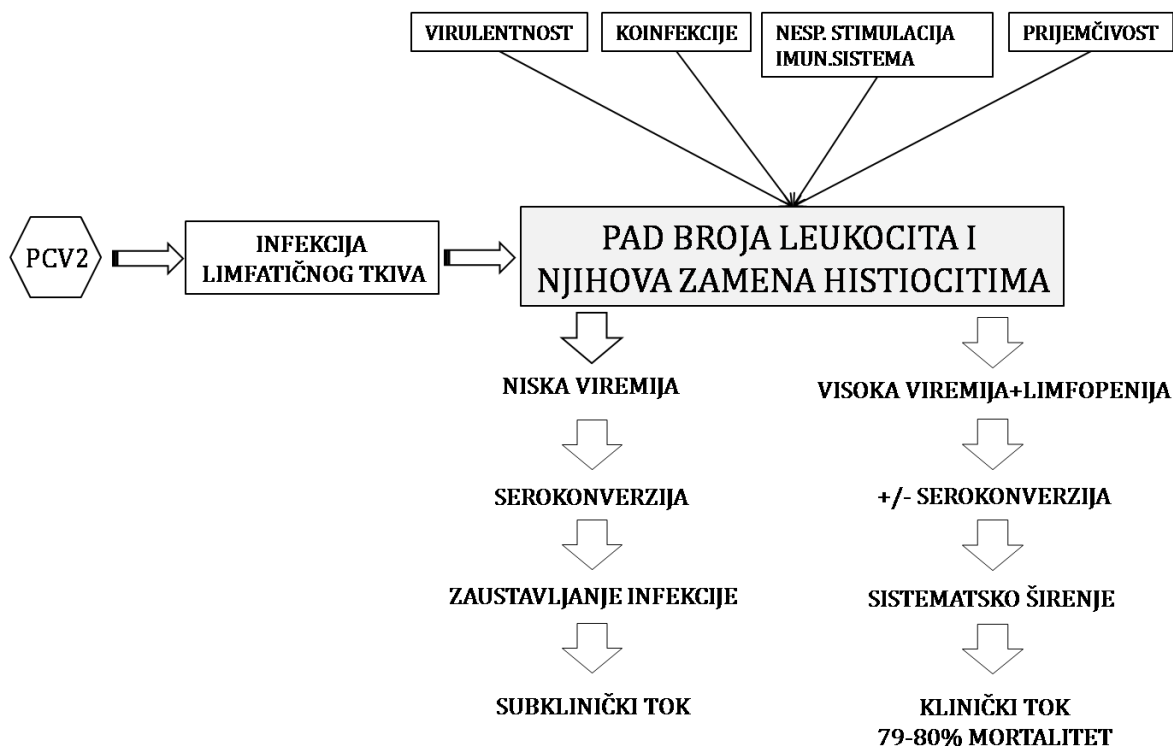 VIRULENTNOST
KOINFEKCIJE
NESP. STIMULACIJA
IMUN.SISTEMA
PRIJEMČIVOST
PCV2
INFEKCIJA
LIMFATIČNOG TKIVA
PAD BROJA LEUKOCITA I
NJIHOVA ZAMENA HISTIOCITIMA
NISKA VIREMIJA
SEROKONVERZIJA
ZAUSTAVLJANJE INFEKCIJE
SUBKLINIČKI TOK
VISOKA VIREMIJA+LIMFOPENIJA
+/- SEROKONVERZIJA
SISTEMATSKO ŠIRENJE
KLINIČKI TOK
79-80% MORTALITET